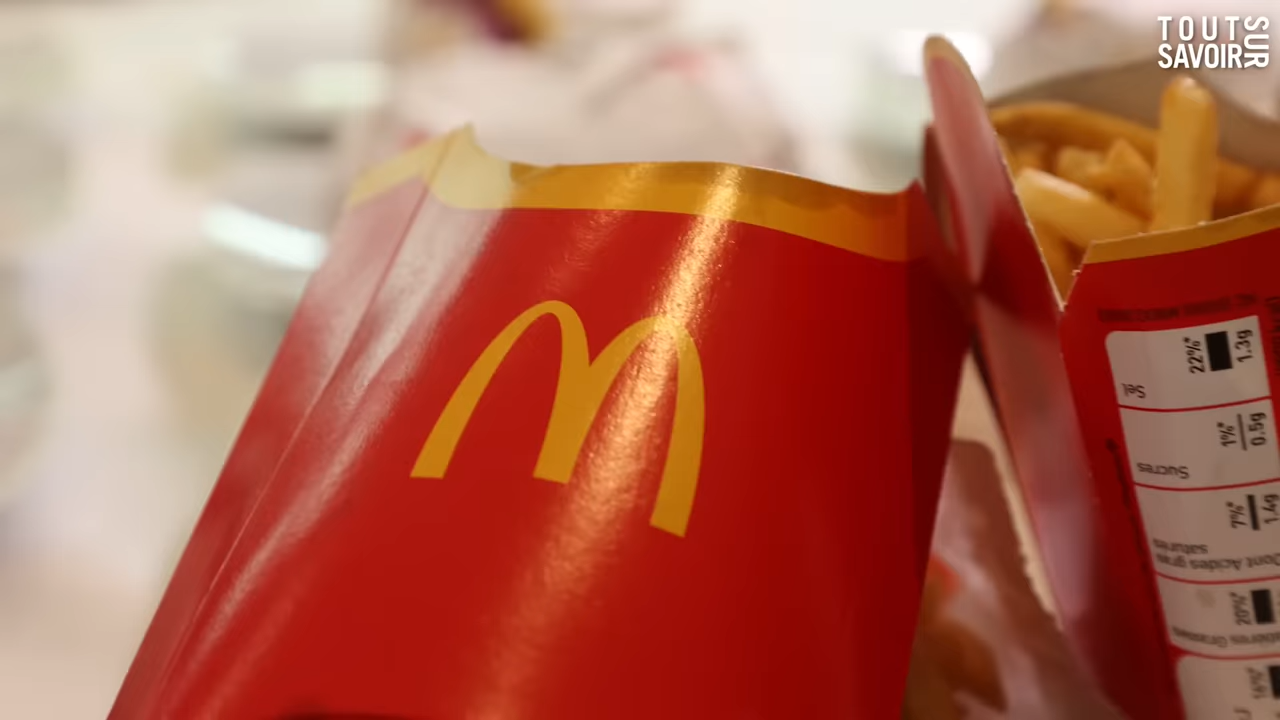 TOUT
SAVOIR
SUR
22%*
1.3g
Sel
1%*
0.5g
Sucres
7%*
1.4g
Dont Acides gras
saturés
20%*